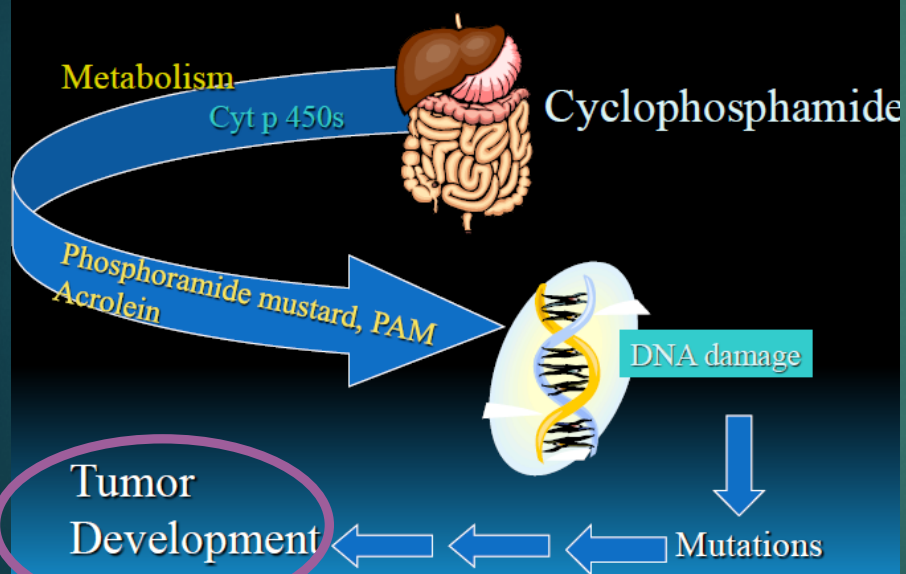 Metabolism
Cyt p 450s
Cyclophosphamide
Phosphoramide mustard, PAM
Acrolein
DNA damage
Mutations
Tumor
Development